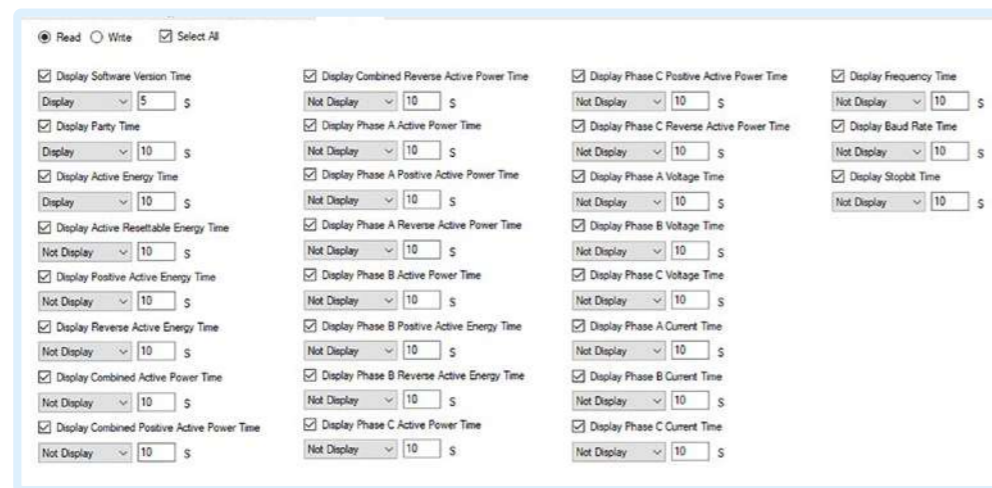 Read Write Select All
Display Software Version Time
Display 5 S
Display Party Time
Display 10 S
Display Active Energy Time
Display 10 S
Display Active Resettable Energy Time
Not Display 10 S
Display Positive Active Energy Time
Not Display 10 S
Display Reverse Active Energy Time
Not Display 10 S
Display Combined Active Power Time
Not Display 10 S
Display Combined Positive Active Power Time
Not Display 10 S
Display Combined Reverse Active Power Time
Not Display 10 S
Display Phase A Active Power Time
Not Display 10 S
Display Phase A Positive Active Power Time
Not Display 10 S
Display Phase A Reverse Active Power Time
Not Display 10 S
Display Phase B Active Power Time
Not Display 10 S
Display Phase B Positive Active Energy Time
Not Display 10 S
Display Phase B Reverse Active Energy Time
Not Display 10 S
Display Phase C Active Power Time
Not Display 10 S
Display Phase C Positive Active Power Time
Not Display 10 S
Display Phase C Reverse Active Power Time
Not Display 10 S
Display Phase A Voltage Time
Not Display 10 S
Display Phase B Voltage Time
Not Display 10 S
Display Phase C Voltage Time
Not Display 10 S
Display Phase A Current Time
Not Display 10 S
Display Phase B Current Time
Not Display 10 S
Display Phase C Current Time
Not Display 10 S
Display Frequency Time
Not Display 10 S
Display Baud Rate Time
Not Display 10 S
Display Stopbit Time
Not Display 10 S